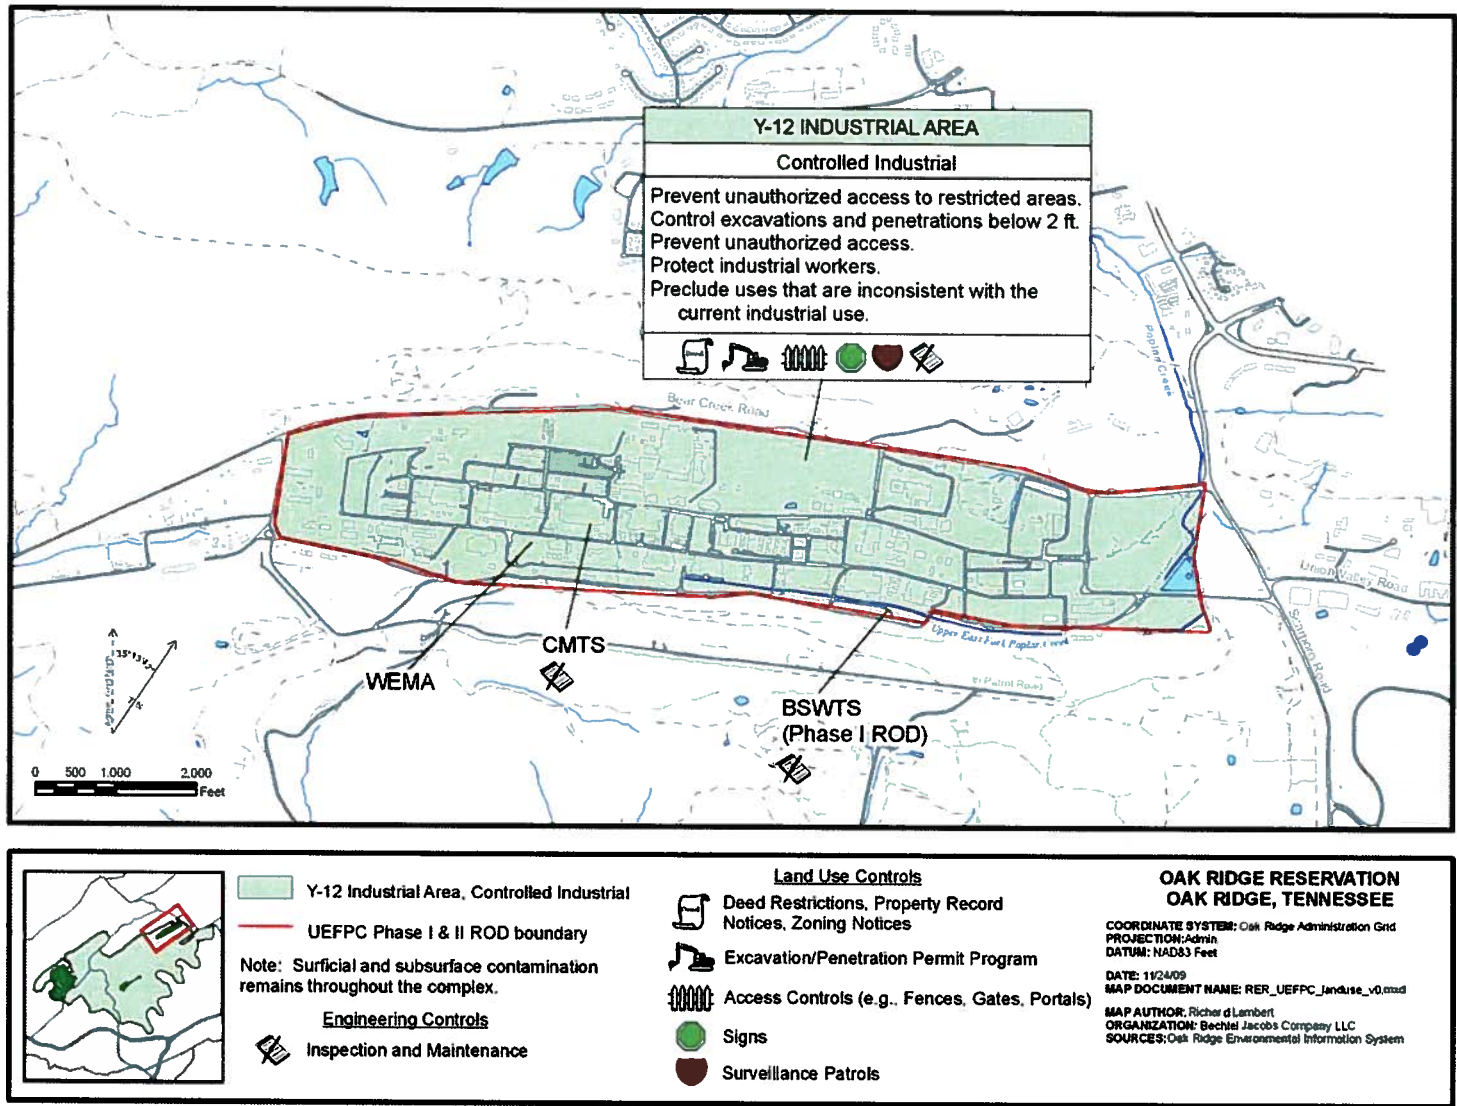 Y-12 INDUSTRIAL AREA
Controlled Industrial
Prevent unauthorized access to restricted areas.
Control excavations and penetrations below 2 ft.
Prevent unauthorized access.
Protect industrial workers.
Preclude uses that are inconsistent with the
current industrial use.
Poplar Creek
Bear Creek Road
Union Valley Road
Scarboro Road
Upper East Fork Poplar Creek
Patrol Road
CMTS
WEMA
BSWTS
(Phase I ROD)
0 500 1,000 2,000
Feet
Y-12 Industrial Area, Controlled Industrial
UEFPC Phase I & II ROD boundary
Note: Surficial and subsurface contamination
remains throughout the complex.
Engineering Controls
Inspection and Maintenance
Land Use Controls
Deed Restrictions, Property Record
Notices, Zoning Notices
Excavation/Penetration Permit Program
Access Controls (e.g., Fences, Gates, Portals)
Signs
Surveillance Patrols
OAK RIDGE RESERVATION
OAK RIDGE, TENNESSEE
COORDINATE SYSTEM: Oak Ridge Administration Grid
PROJECTION:Admin
DATUM: NAD83 Feet
DATE: 11/24/09
MAP DOCUMENT NAME: RER_UEFPC_landuse_v0.mxd
MAP AUTHOR: Richard Lambert
ORGANIZATION: Bechtel Jacobs Company LLC
SOURCES:Oak Ridge Environmental Information System